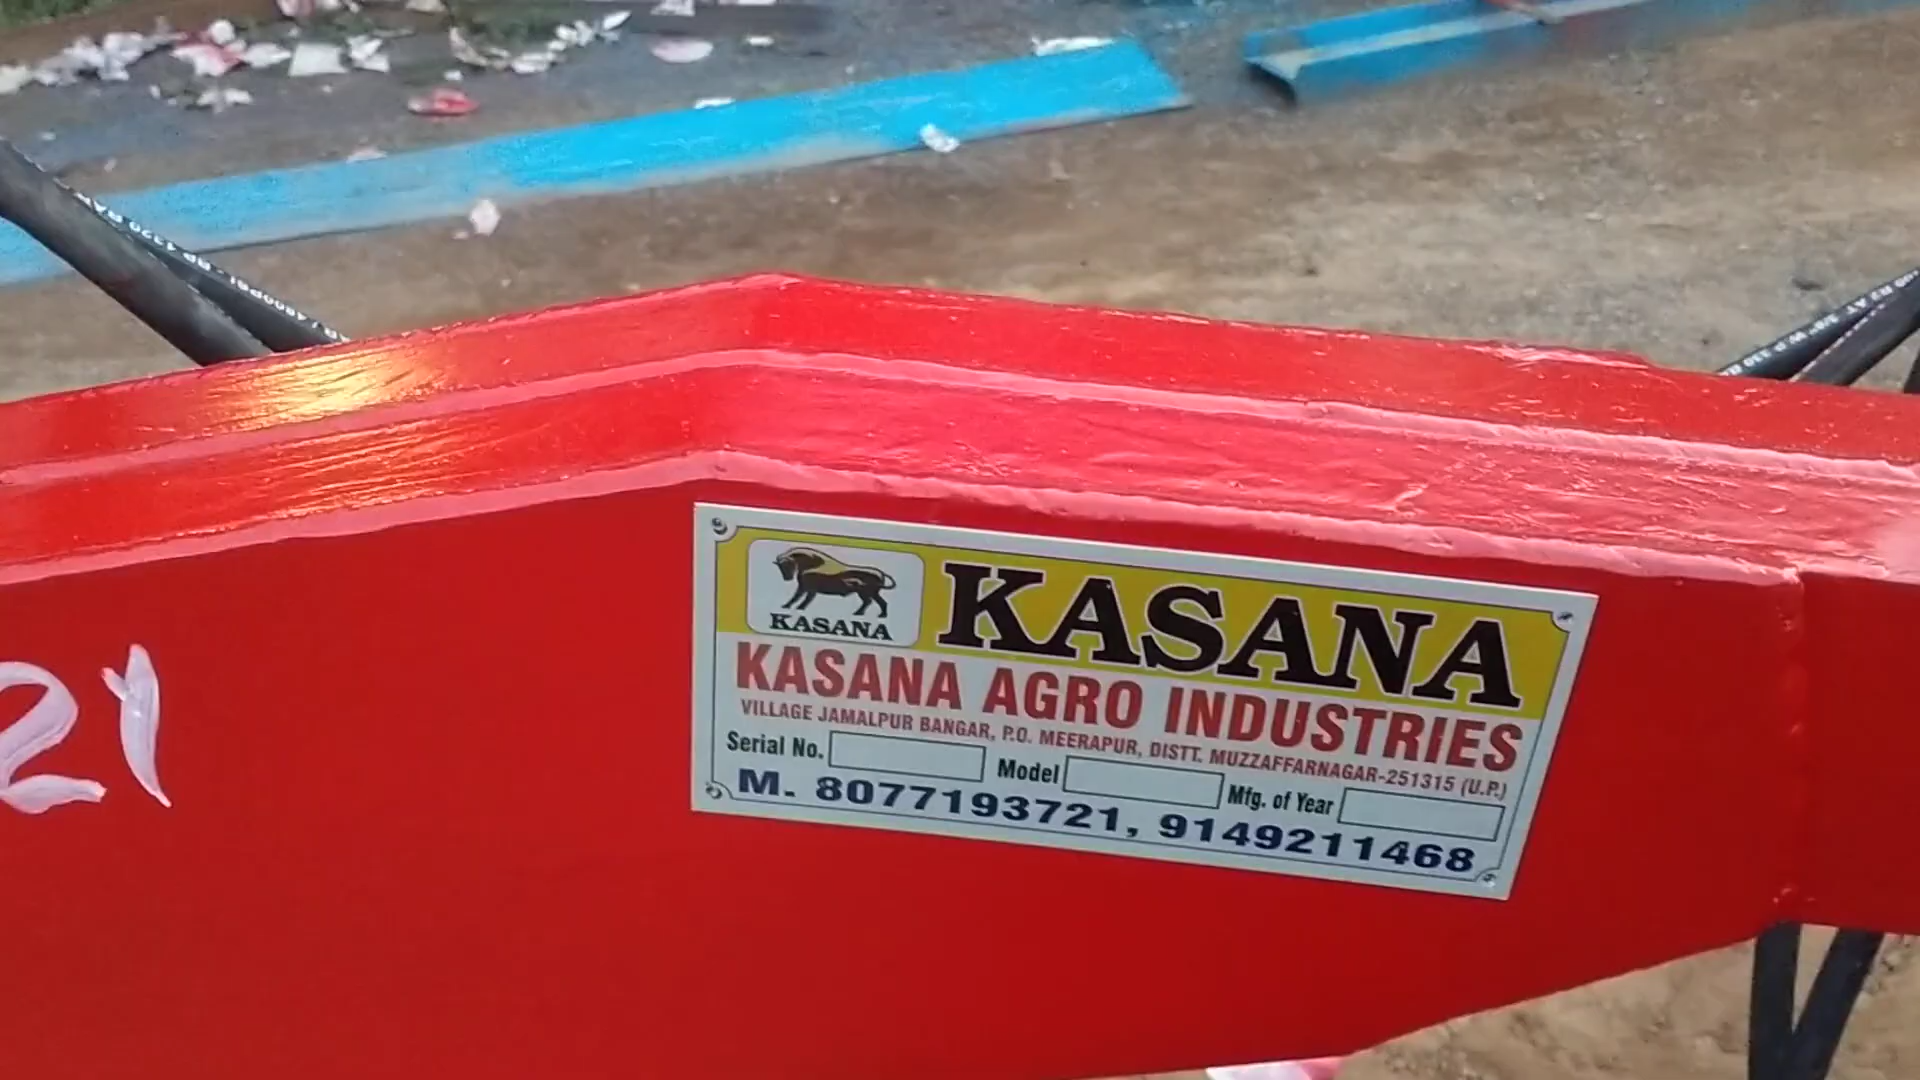 21
KASANA
KASANA
KASANA AGRO INDUSTRIES
VILLAGE JAMALPUR BANGAR, P.O. MEERAPUR, DISTT. MUZZAFFARNAGAR-251315 (U.P.)
Serial No. Model Mfg. of Year
M. 8077193721, 9149211468